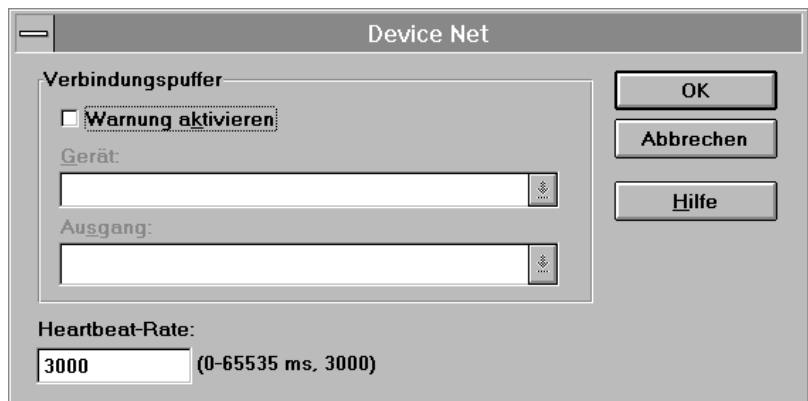 Device Net
Verbindungspuffer
Warnung aktivieren
Gerät:
Ausgang:
OK
Abbrechen
Hilfe
Heartbeat-Rate:
3000 (0-65535 ms, 3000)